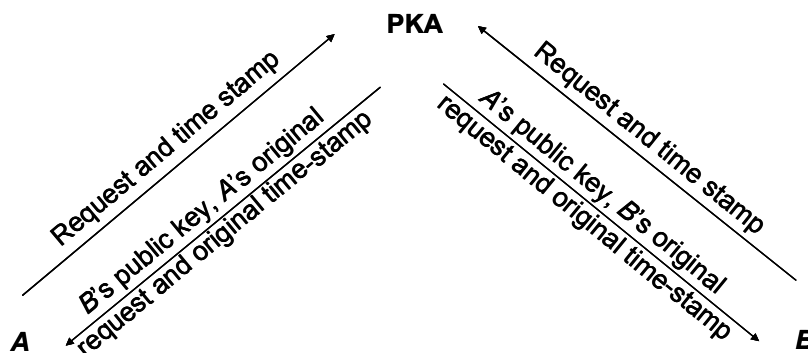 PKA
Request and time stamp
B's public key, A's original
request and original time-stamp
Request and time stamp
A's public key, B's original
request and original time-stamp
A
B